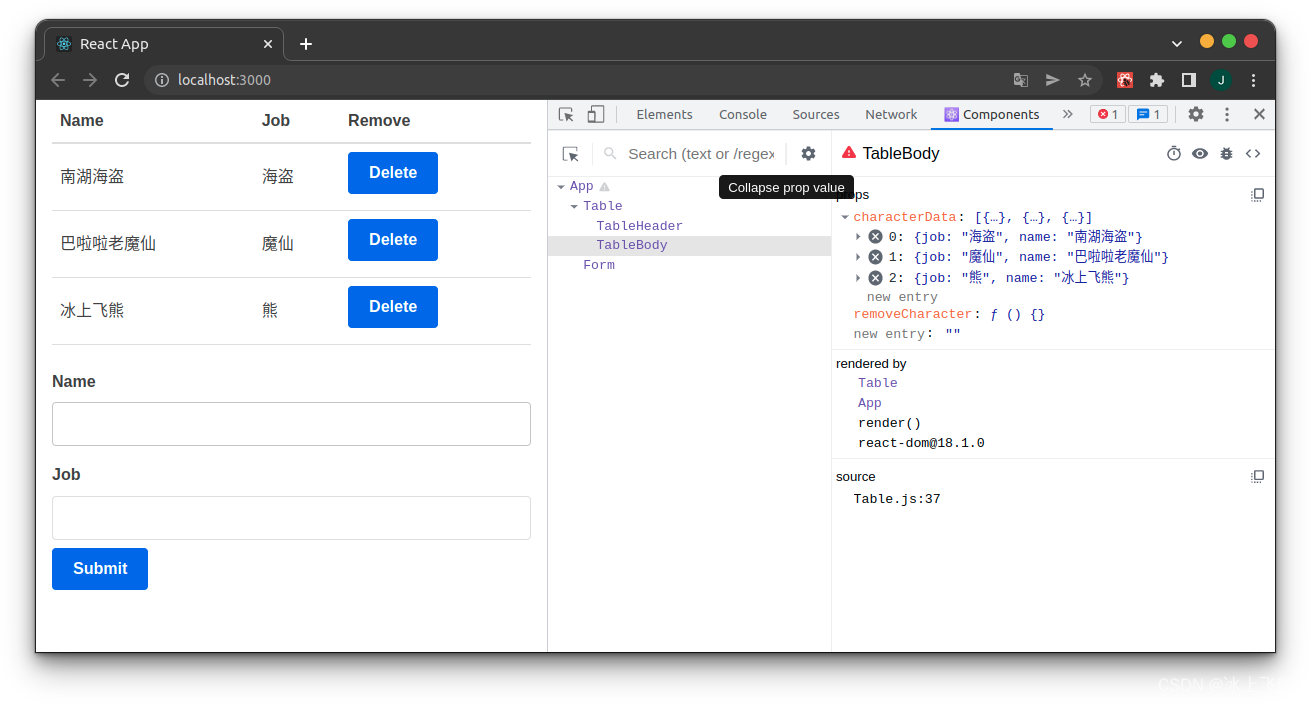 React App
localhost:3000
J
Name Job Remove
南湖海盗 海盗 Delete
巴啦啦老魔仙 魔仙 Delete
冰上飞熊 熊 Delete
Name
Job
Submit
Elements Console Sources Network Components 1 1
Search (text or /regex
App
Table
TableHeader
TableBody
Form
TableBody
Collapse prop value
props
characterData: [{…}, {…}, {…}]
0: {job: "海盗", name: "南湖海盗"}
1: {job: "魔仙", name: "巴啦啦老魔仙"}
2: {job: "熊", name: "冰上飞熊"}
new entry
removeCharacter: ƒ () {}
new entry: ""
rendered by
Table
App
render()
react-dom@18.1.0
source
Table.js:37
CSDN @冰上飞